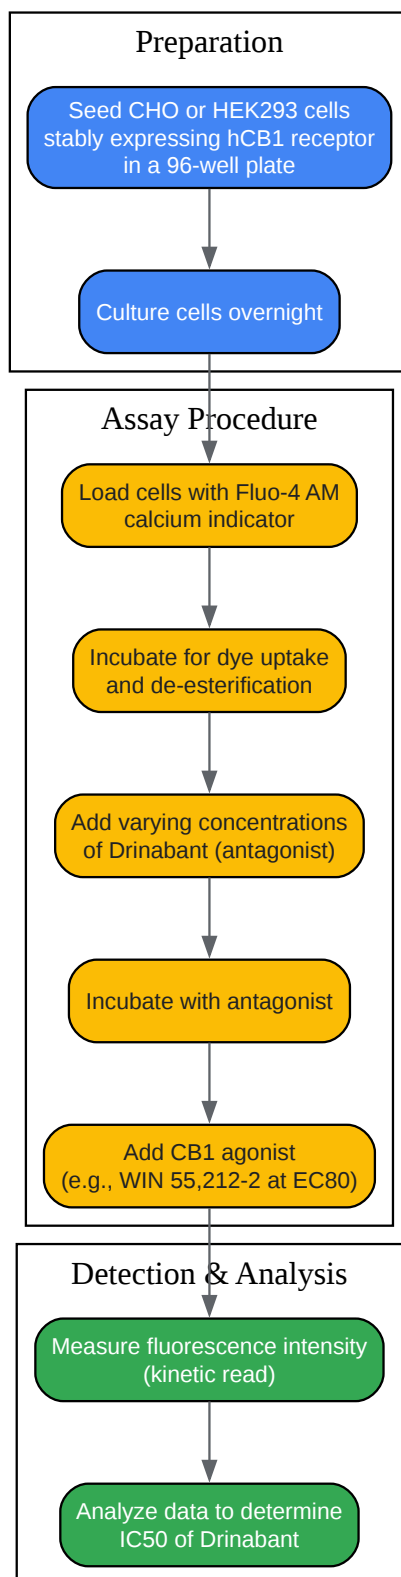 Preparation
Seed CHO or HEK293 cells
stably expressing hCB1 receptor
in a 96-well plate
Culture cells overnight
Assay Procedure
Load cells with Fluo-4 AM
calcium indicator
Incubate for dye uptake
and de-esterification
Add varying concentrations
of Drinabant (antagonist)
Incubate with antagonist
Add CB1 agonist
(e.g., WIN 55,212-2 at EC80)
Detection & Analysis
Measure fluorescence intensity
(kinetic read)
Analyze data to determine
IC50 of Drinabant